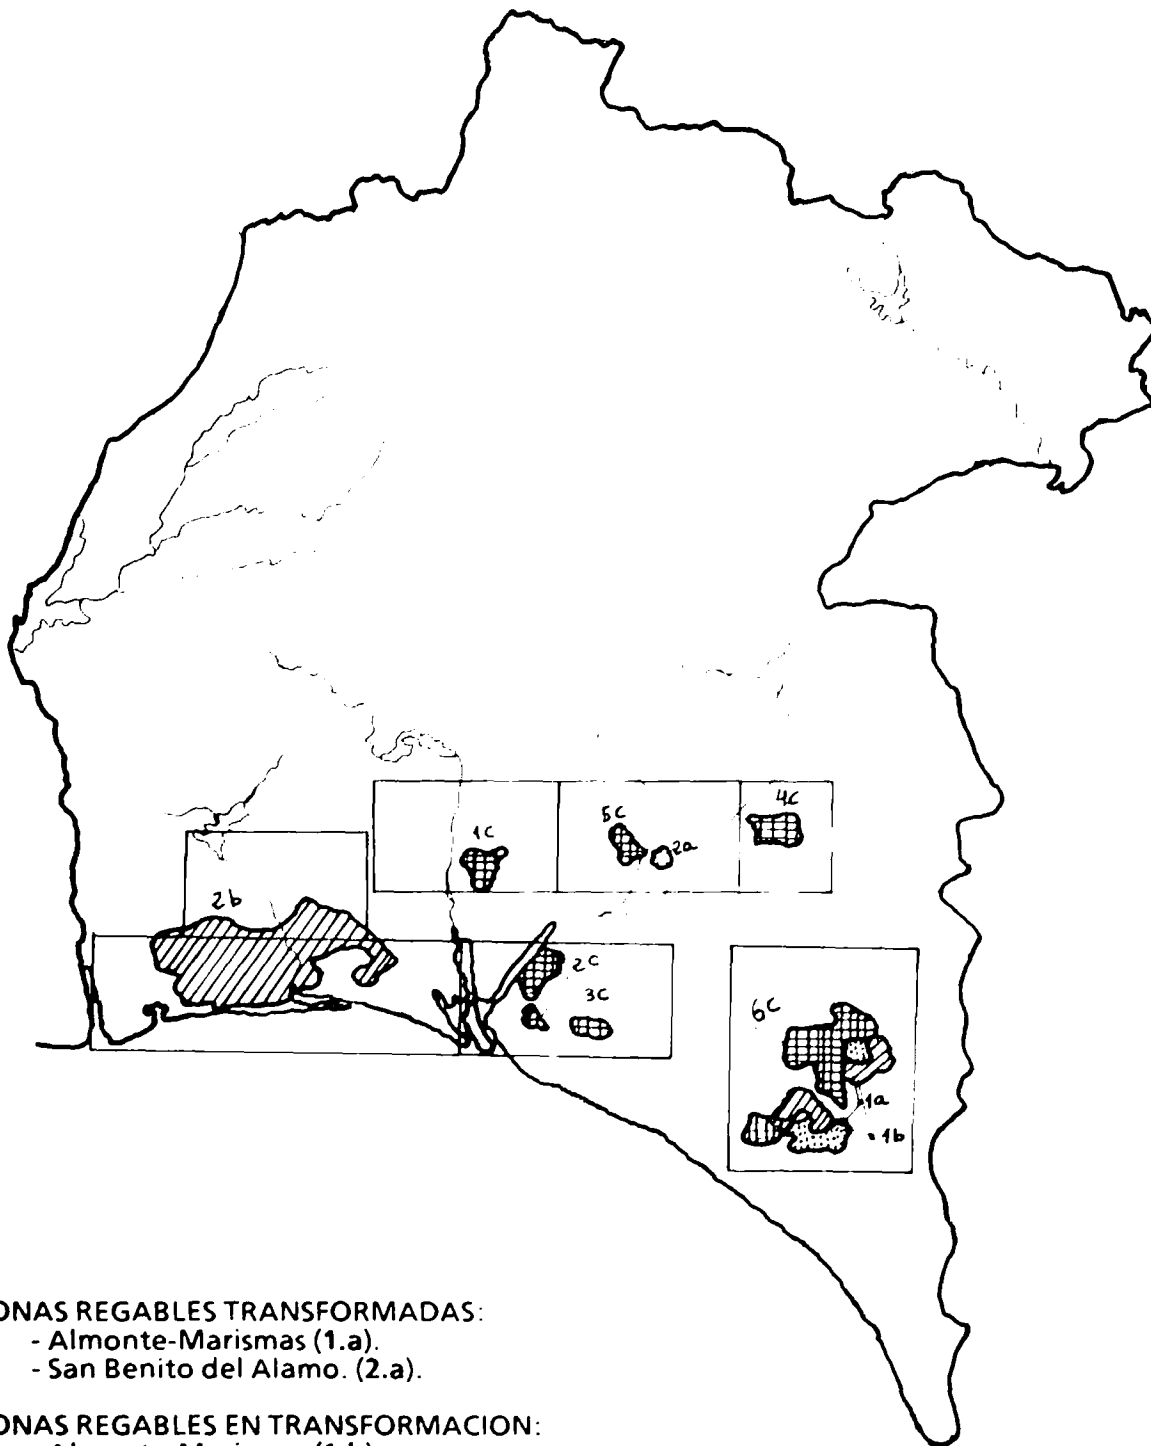 4C
5C
1C
2a
2b
2C
3C
6C
1a
1b
ONAS REGABLES TRANSFORMADAS:
- Almonte-Marismas (1.a).
- San Benito del Alamo. (2.a).
ONAS REGABLES EN TRANSFORMACION: